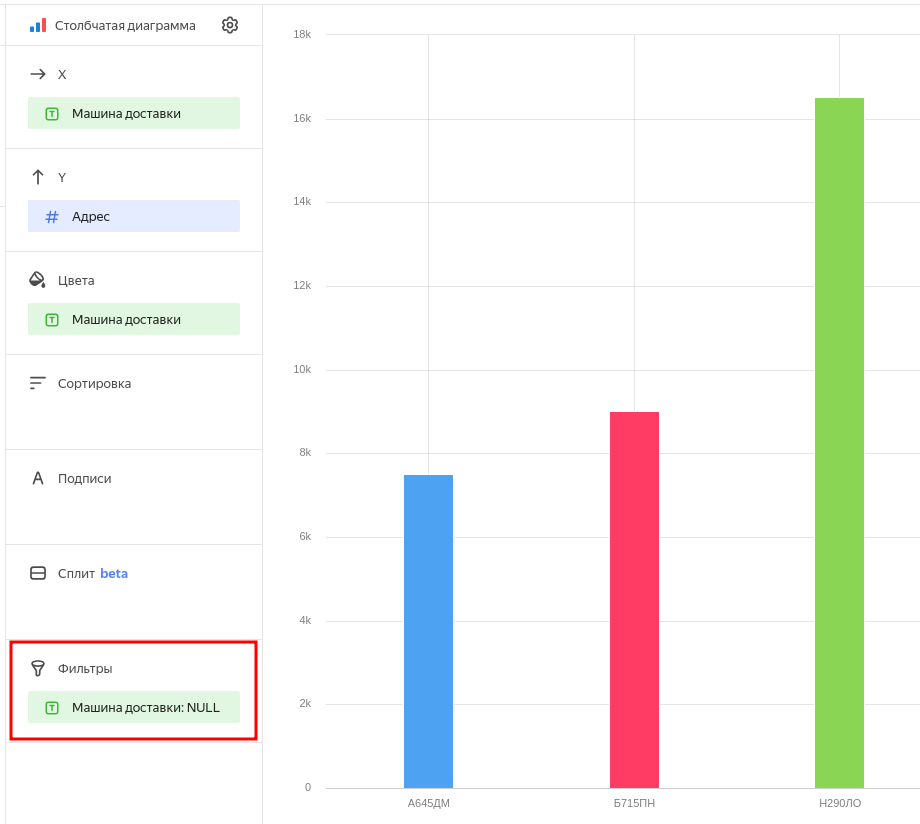 Столбчатая диаграмма
X
Машина доставки
Y
Адрес
Цвета
Машина доставки
Сортировка
Подписи
Сплит beta
Фильтры
Машина доставки: NULL
18k
16k
14k
12k
10k
8k
6k
4k
2k
0
А645ДМ
Б715ПН
Н290ЛО